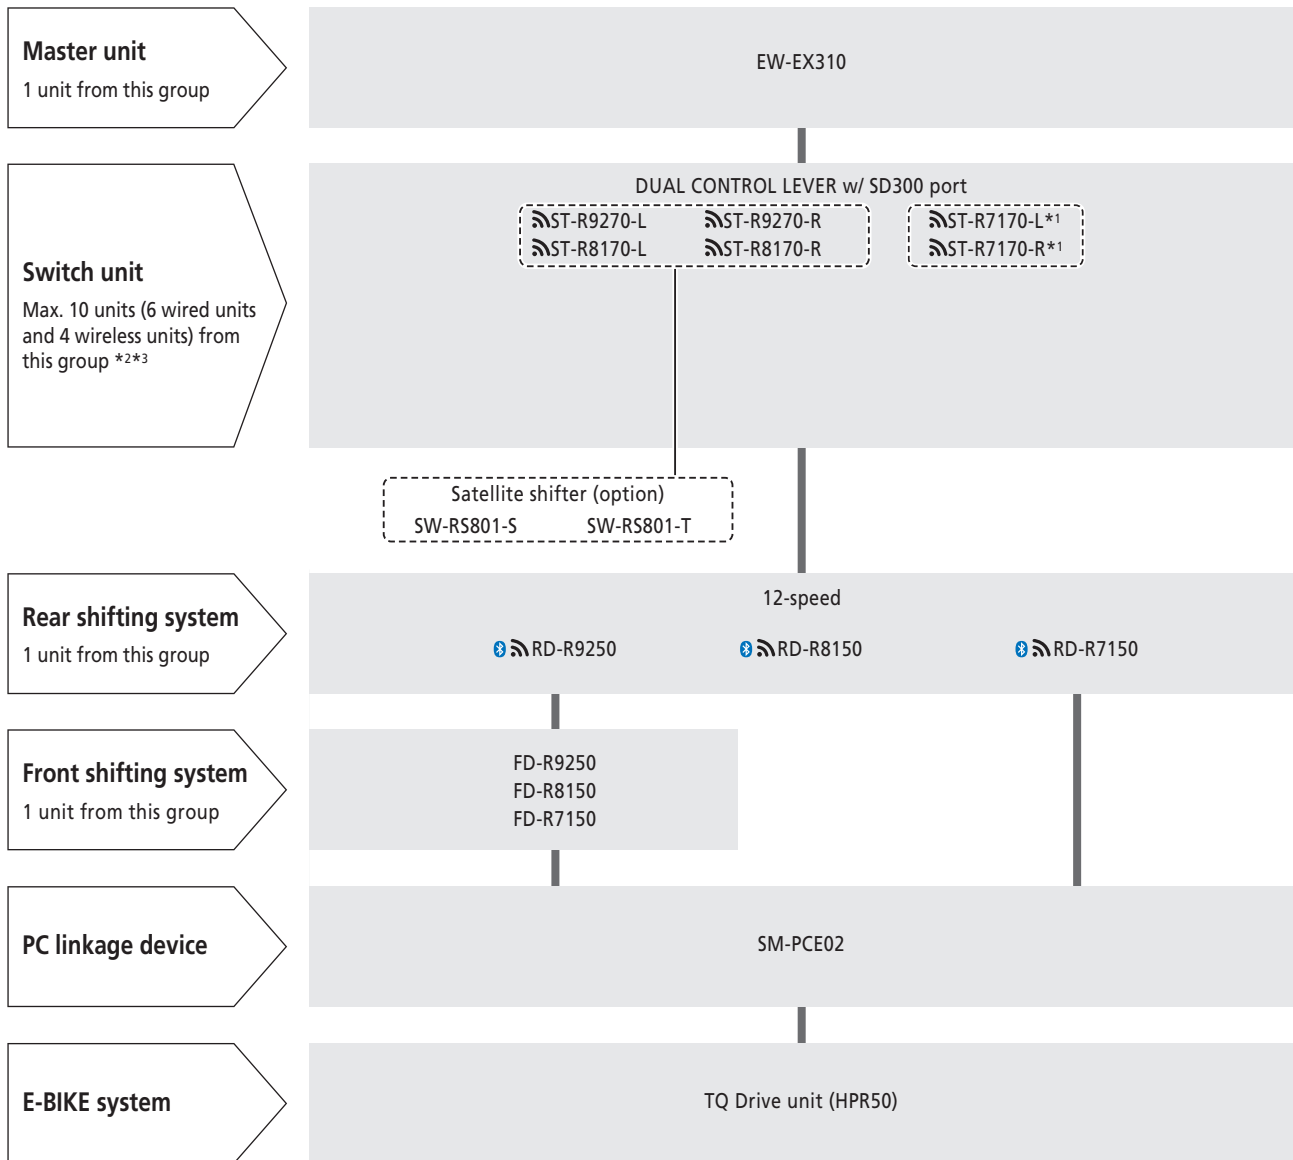 Master unit
1 unit from this group
EW-EX310
Switch unit
Max. 10 units (6 wired units
and 4 wireless units) from
this group *2*3
DUAL CONTROL LEVER w/ SD300 port
ST-R9270-L ST-R9270-R ST-R7170-L*1
ST-R8170-L ST-R8170-R ST-R7170-R*1
Satellite shifter (option)
SW-RS801-S SW-RS801-T
Rear shifting system
1 unit from this group
12-speed
RD-R9250 RD-R8150 RD-R7150
Front shifting system
1 unit from this group
FD-R9250
FD-R8150
FD-R7150
PC linkage device
SM-PCE02
E-BIKE system
TQ Drive unit (HPR50)